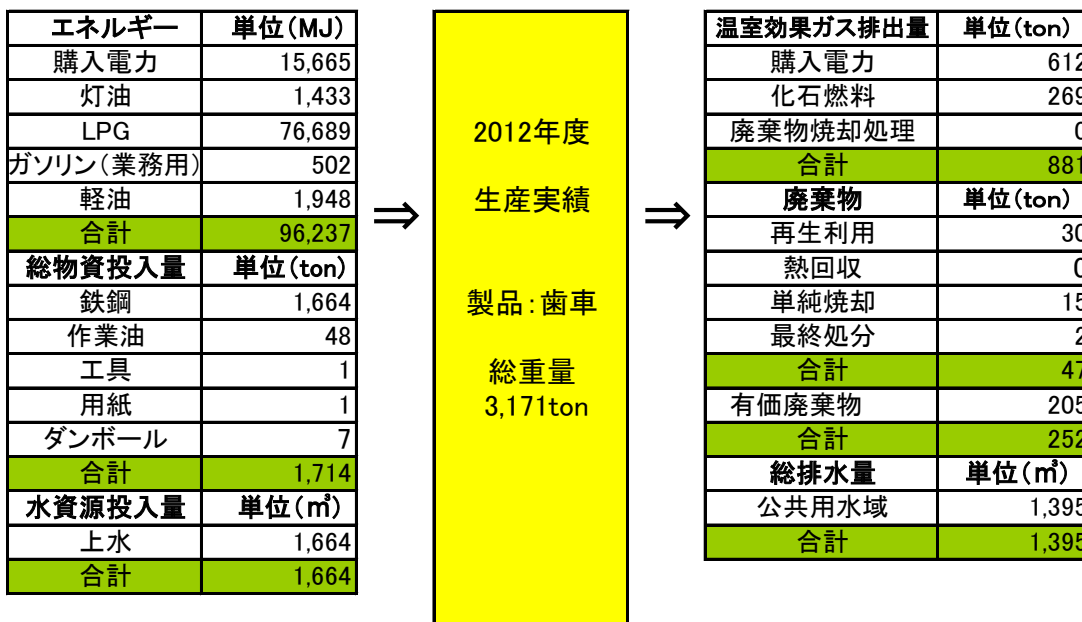 エネルギー 単位(MJ)
購入電力 15,665
灯油 1,433
LPG 76,689
ガソリン(業務用) 502
軽油 1,948
合計 96,237
総物資投入量 単位(ton)
鉄鋼 1,664
作業油 48
工具 1
用紙 1
ダンボール 7
合計 1,714
水資源投入量 単位(㎥)
上水 1,664
合計 1,664
⇒
2012年度
生産実績
製品:歯車
総重量
3,171ton
⇒
温室効果ガス排出量 単位(ton)
購入電力 612
化石燃料 269
廃棄物焼却処理 0
合計 881
廃棄物 単位(ton)
再生利用 30
熱回収 0
単純焼却 15
最終処分 2
合計 47
有価廃棄物 205
合計 252
総排水量 単位(㎥)
公共用水域 1,395
合計 1,395